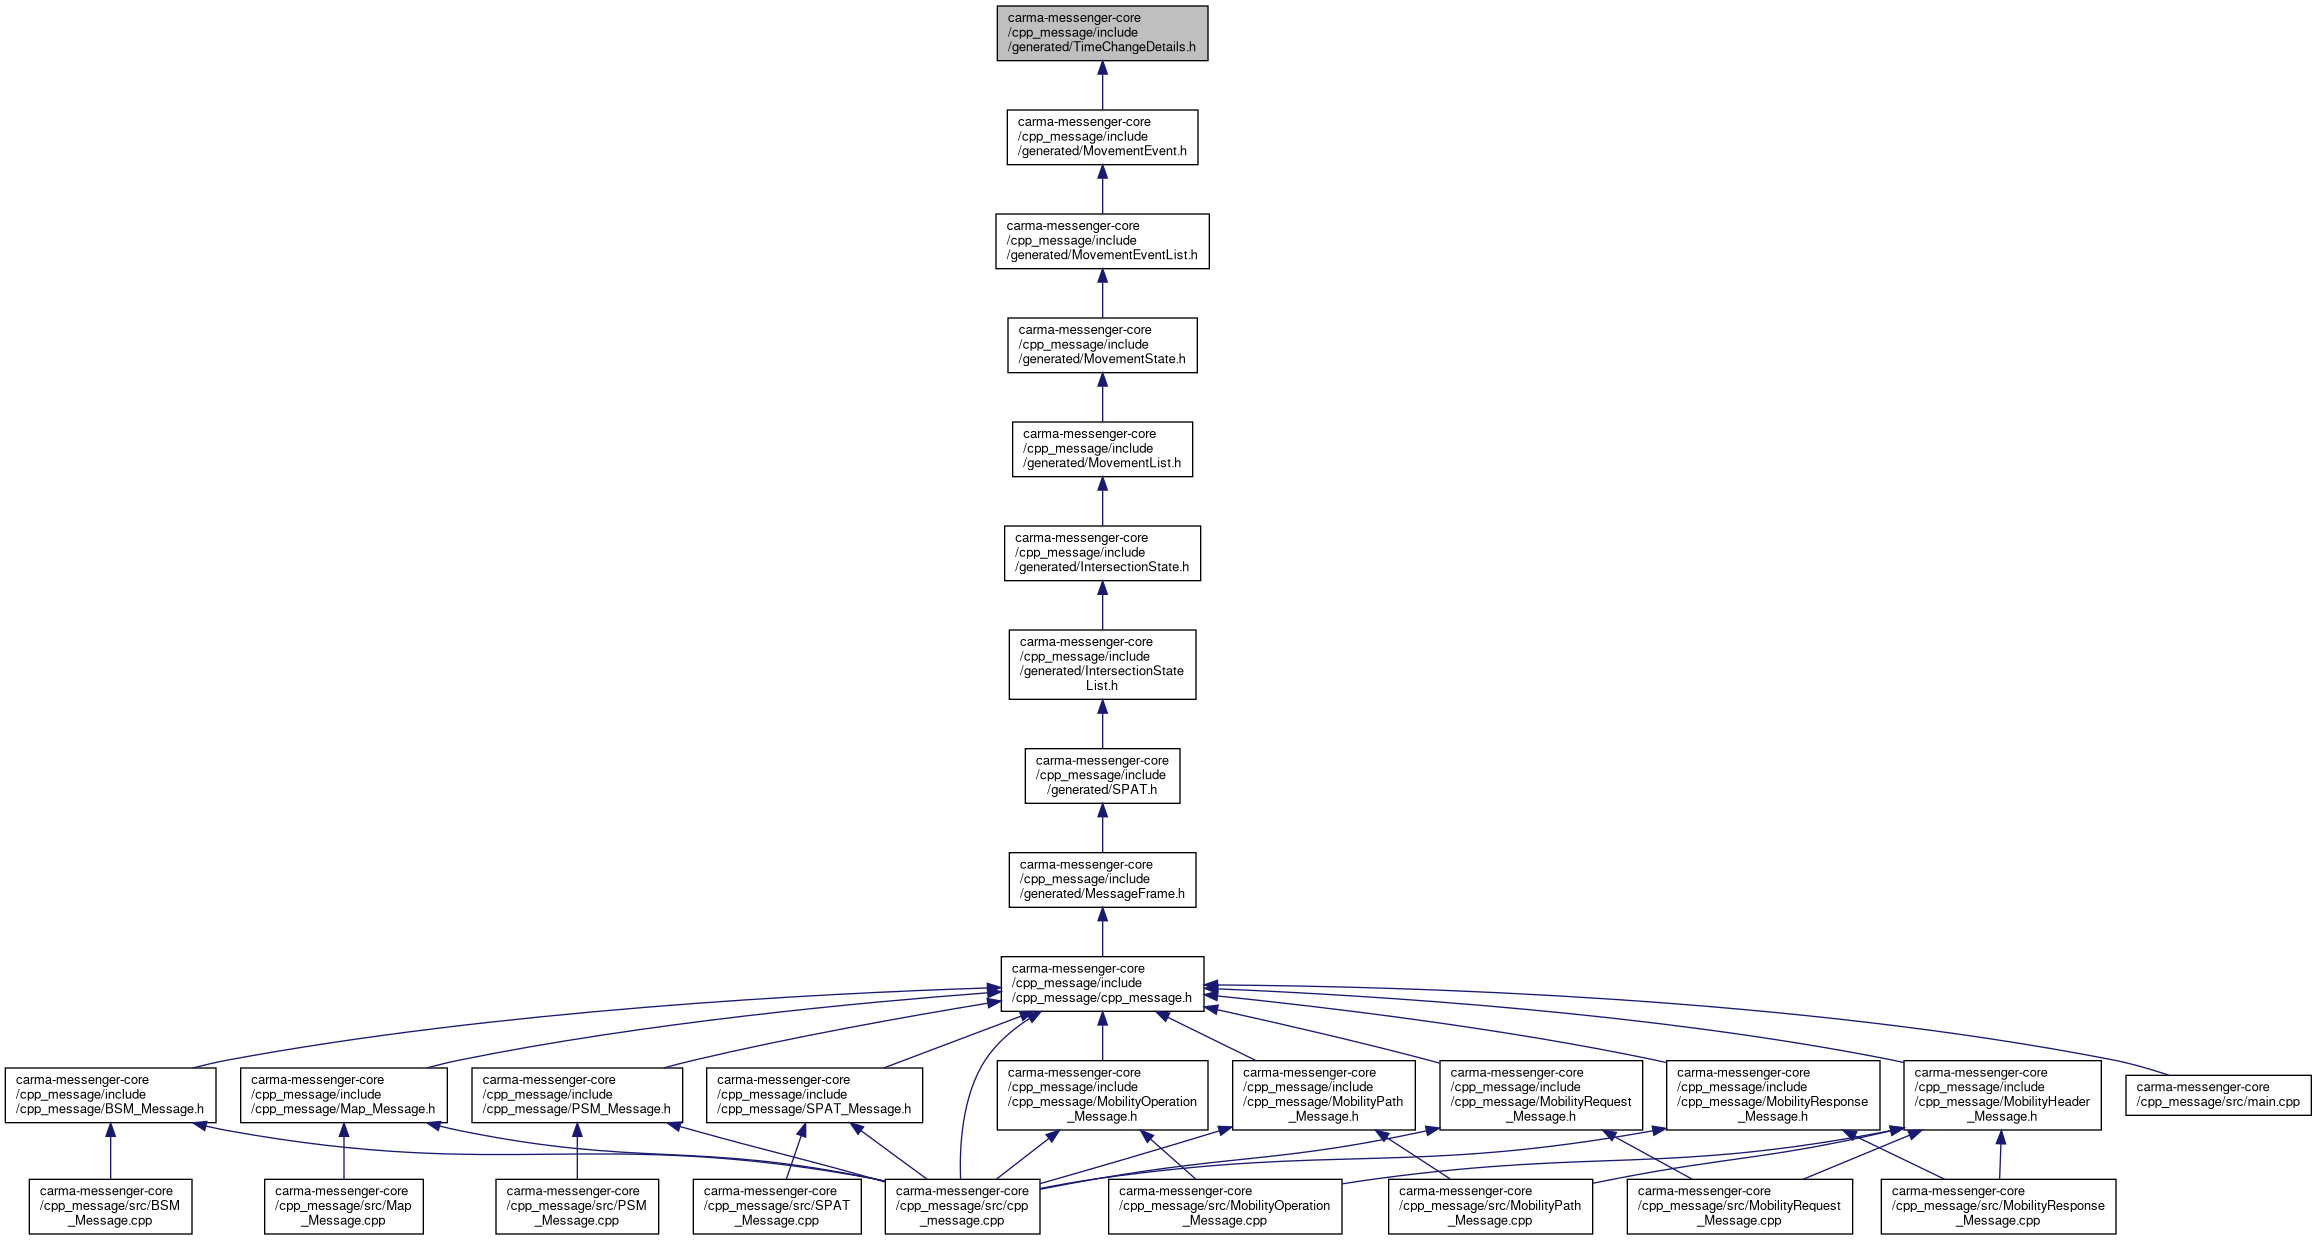 carma-messenger-core
/cpp_message/include
/generated/TimeChangeDetails.h
carma-messenger-core
/cpp_message/include
/generated/MovementEvent.h
carma-messenger-core
/cpp_message/include
/generated/MovementEventList.h
carma-messenger-core
/cpp_message/include
/generated/MovementState.h
carma-messenger-core
/cpp_message/include
/generated/MovementList.h
carma-messenger-core
/cpp_message/include
/generated/IntersectionState.h
carma-messenger-core
/cpp_message/include
/generated/IntersectionState
List.h
carma-messenger-core
/cpp_message/include
/generated/SPAT.h
carma-messenger-core
/cpp_message/include
/generated/MessageFrame.h
carma-messenger-core
/cpp_message/include
/cpp_message/cpp_message.h
carma-messenger-core
/cpp_message/include
/cpp_message/BSM_Message.h
carma-messenger-core
/cpp_message/include
/cpp_message/Map_Message.h
carma-messenger-core
/cpp_message/include
/cpp_message/PSM_Message.h
carma-messenger-core
/cpp_message/include
/cpp_message/SPAT_Message.h
carma-messenger-core
/cpp_message/include
/cpp_message/MobilityOperation
_Message.h
carma-messenger-core
/cpp_message/include
/cpp_message/MobilityPath
_Message.h
carma-messenger-core
/cpp_message/include
/cpp_message/MobilityRequest
_Message.h
carma-messenger-core
/cpp_message/include
/cpp_message/MobilityResponse
_Message.h
carma-messenger-core
/cpp_message/include
/cpp_message/MobilityHeader
_Message.h
carma-messenger-core
/cpp_message/src/main.cpp
carma-messenger-core
/cpp_message/src/BSM
_Message.cpp
carma-messenger-core
/cpp_message/src/Map
_Message.cpp
carma-messenger-core
/cpp_message/src/PSM
_Message.cpp
carma-messenger-core
/cpp_message/src/SPAT
_Message.cpp
carma-messenger-core
/cpp_message/src/cpp
_message.cpp
carma-messenger-core
/cpp_message/src/MobilityOperation
_Message.cpp
carma-messenger-core
/cpp_message/src/MobilityPath
_Message.cpp
carma-messenger-core
/cpp_message/src/MobilityRequest
_Message.cpp
carma-messenger-core
/cpp_message/src/MobilityResponse
_Message.cpp